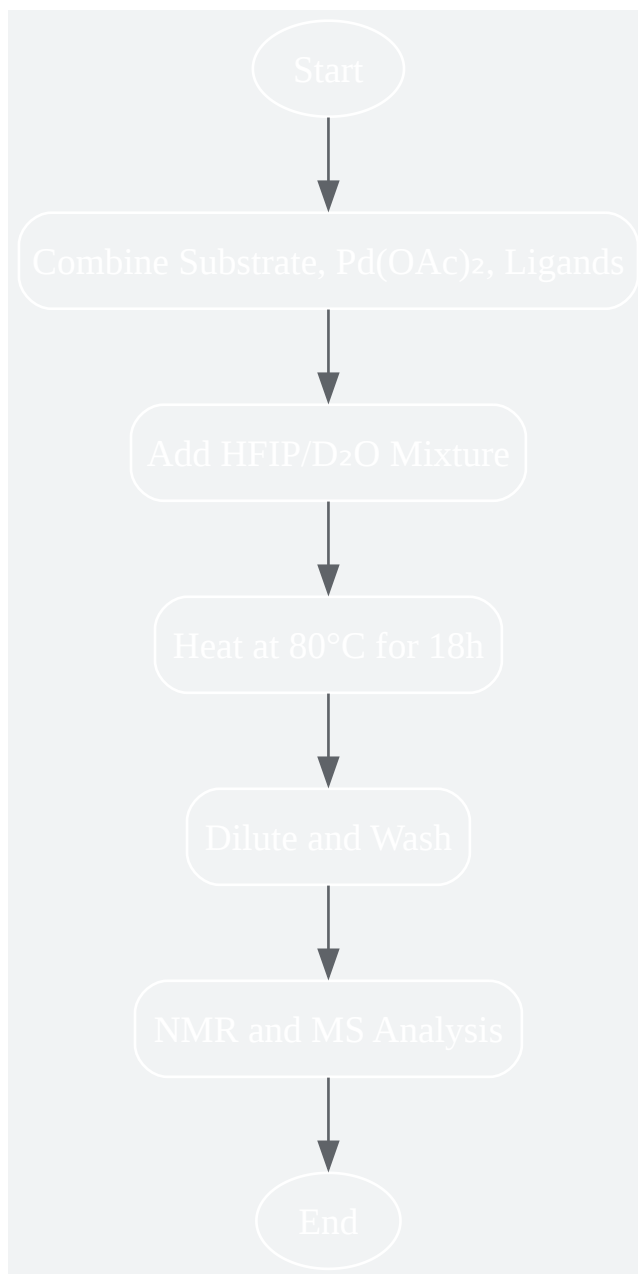 Start
Combine Substrate, Pd(OAc)₂, Ligands
Add HFIP/D₂O Mixture
Heat at 80°C for 18h
Dilute and Wash
NMR and MS Analysis
End